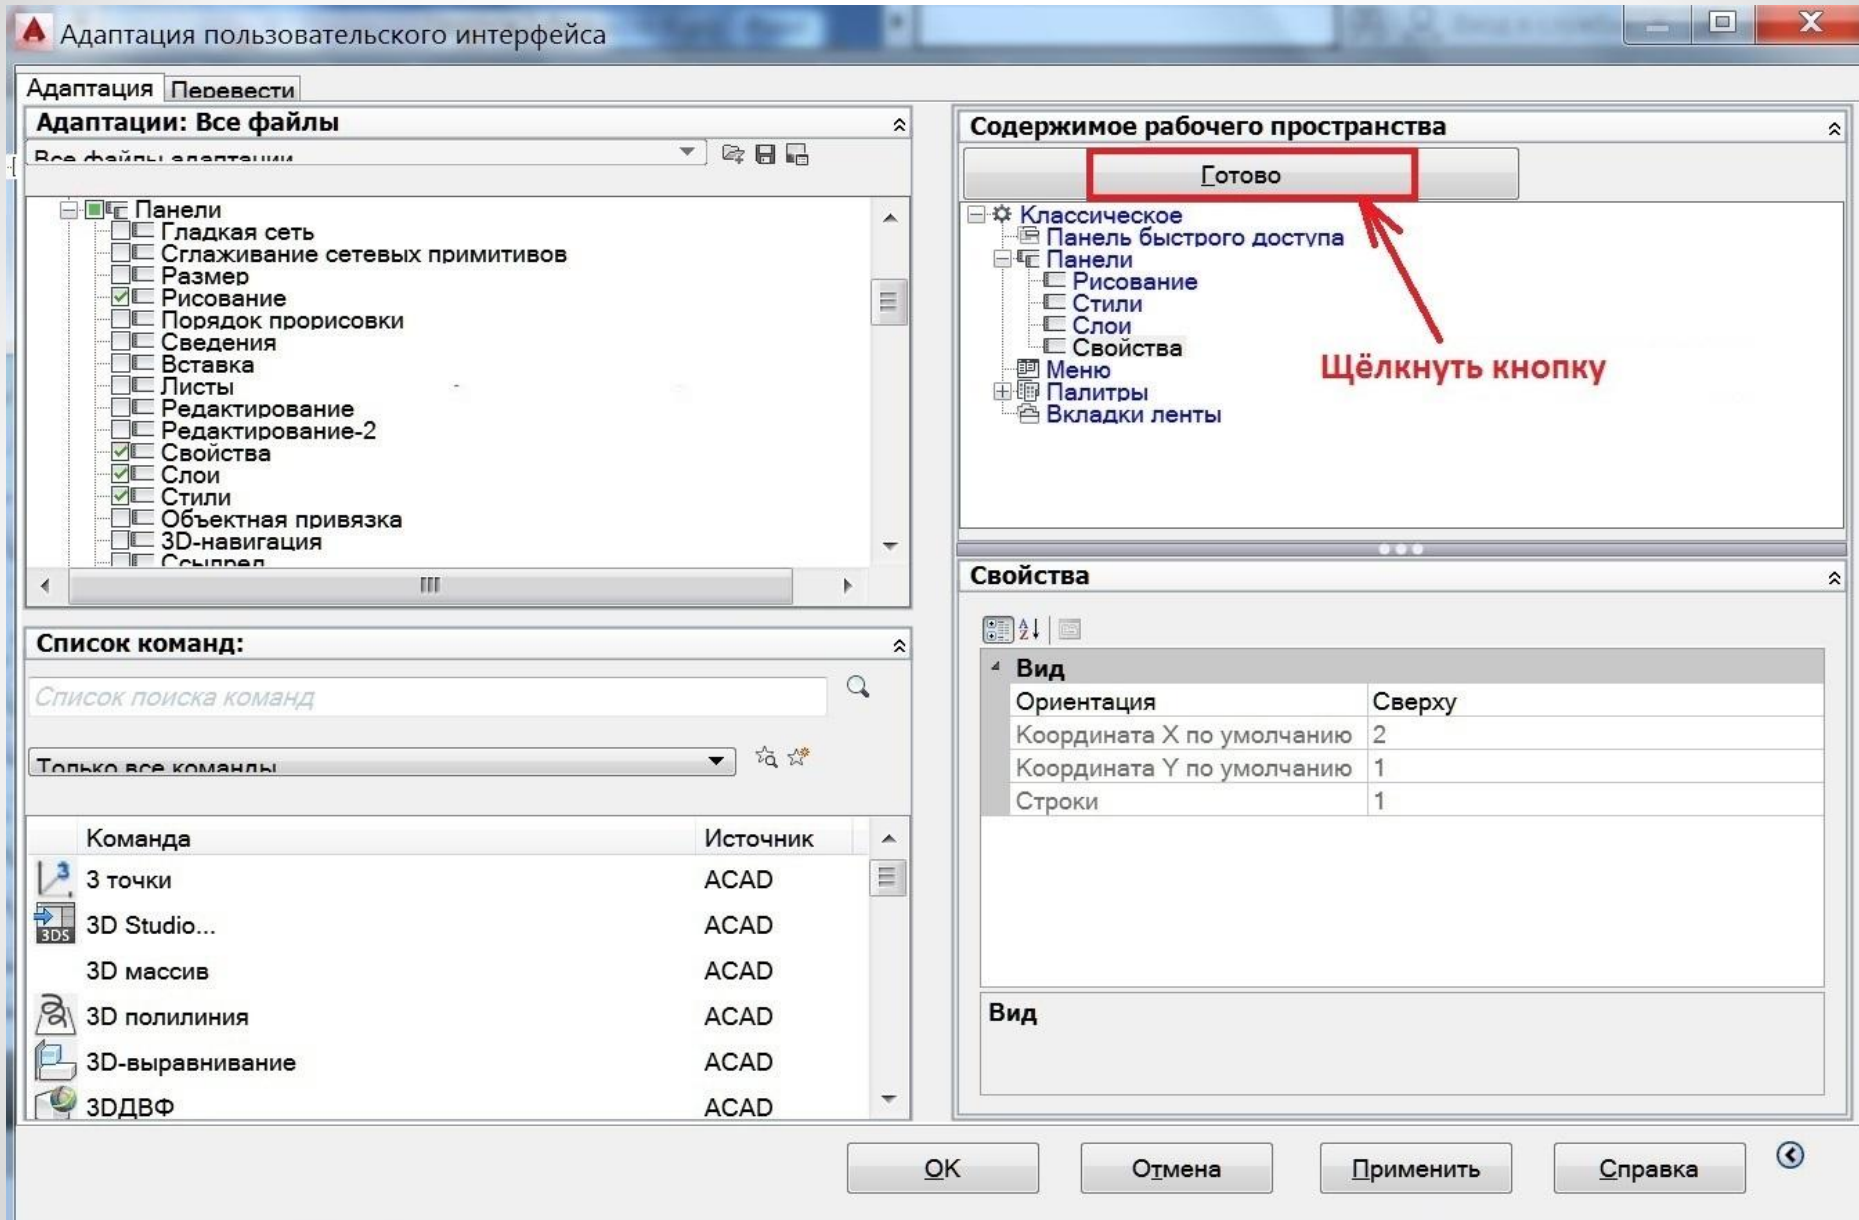 Адаптация пользовательского интерфейса
Адаптация Перевести
Адаптации: Все файлы
Все файлы адаптации
Панели
Гладкая сеть
Сглаживание сетевых примитивов
Размер
Рисование
Порядок прорисовки
Сведения
Вставка
Листы
Редактирование
Редактирование-2
Свойства
Слои
Стили
Объектная привязка
3D-навигация
Ссылред
Список команд:
Список поиска команд
Только все команды
Команда Источник
3 точки ACAD
3D Studio... ACAD
3D массив ACAD
3D полилиния ACAD
3D-выравнивание ACAD
3DДВФ ACAD
Содержимое рабочего пространства
Готово
Классическое
Панель быстрого доступа
Панели
Рисование
Стили
Слои
Свойства
Меню
Палитры
Вкладки ленты
Щёлкнуть кнопку
Свойства
Вид
Ориентация Сверху
Координата X по умолчанию 2
Координата Y по умолчанию 1
Строки 1
Вид
OK Отмена Применить Справка